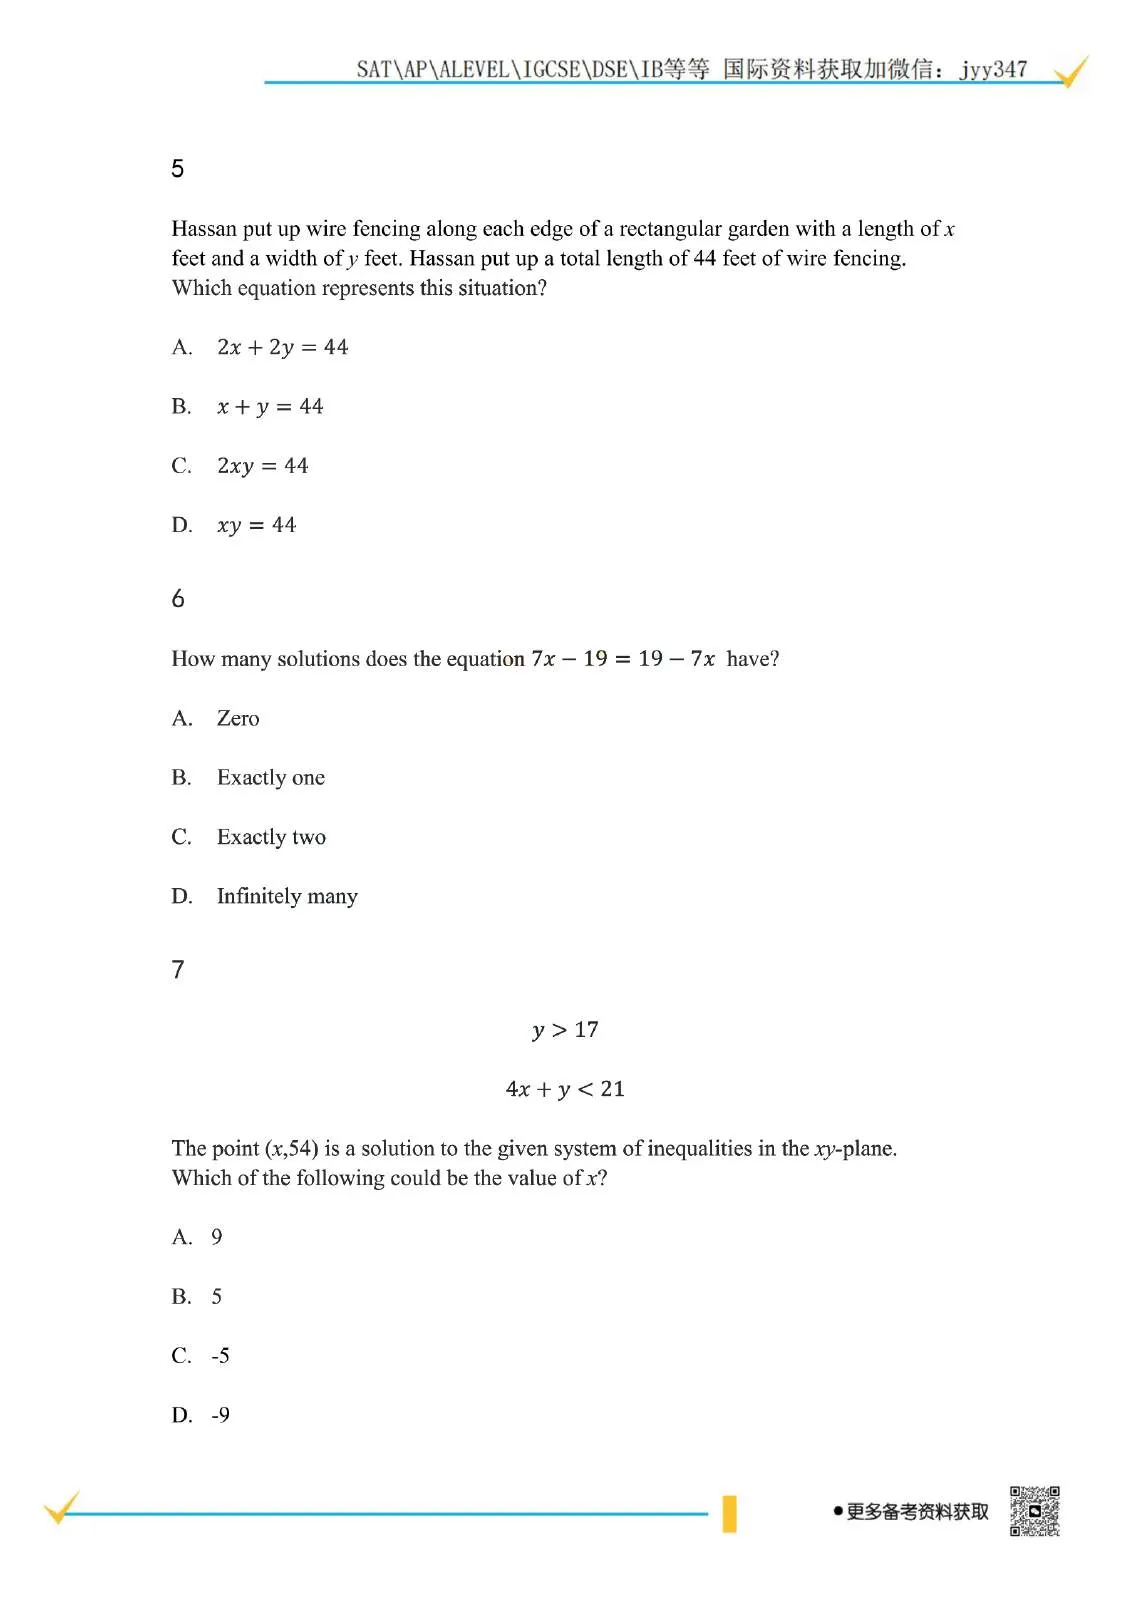 SAT\AP\ALEVEL\IGCSE\DSE\IB等等 国际资料获取加微信：jyy347
5
Hassan put up wire fencing along each edge of a rectangular garden with a length of x
feet and a width of y feet. Hassan put up a total length of 44 feet of wire fencing.
Which equation represents this situation?
A. 2x + 2y = 44
B. x + y = 44
C. 2xy = 44
D. xy = 44
6
How many solutions does the equation 7x − 19 = 19 − 7x have?
A. Zero
B. Exactly one
C. Exactly two
D. Infinitely many
7
y > 17
4x + y < 21
The point (x,54) is a solution to the given system of inequalities in the xy-plane.
Which of the following could be the value of x?
A. 9
B. 5
C. -5
D. -9
●更多备考资料获取